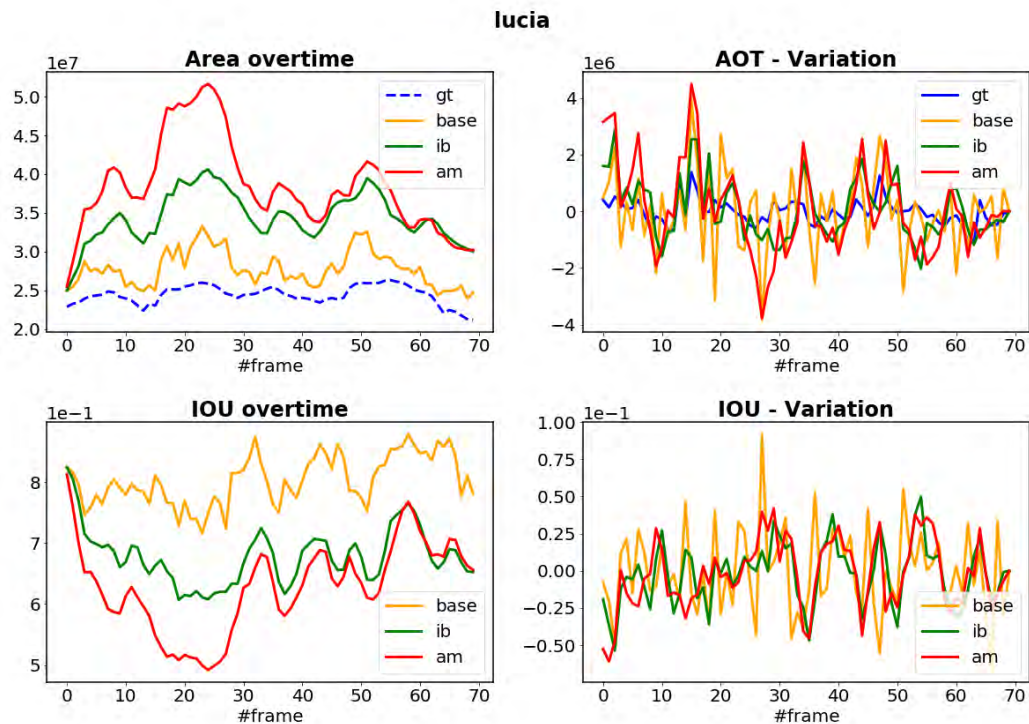 lucia
Area overtime
1e7
5.0
4.5
4.0
3.5
3.0
2.5
2.0
0 10 20 30 40 50 60 70
#frame
gt
base
ib
am
AOT - Variation
1e6
4
2
0
−2
−4
0 10 20 30 40 50 60 70
#frame
gt
base
ib
am
IOU overtime
1e−1
8
7
6
5
0 10 20 30 40 50 60 70
#frame
base
ib
am
IOU - Variation
1e−1
1.00
0.75
0.50
0.25
0.00
−0.25
−0.50
0 10 20 30 40 50 60 70
#frame
base
ib
am